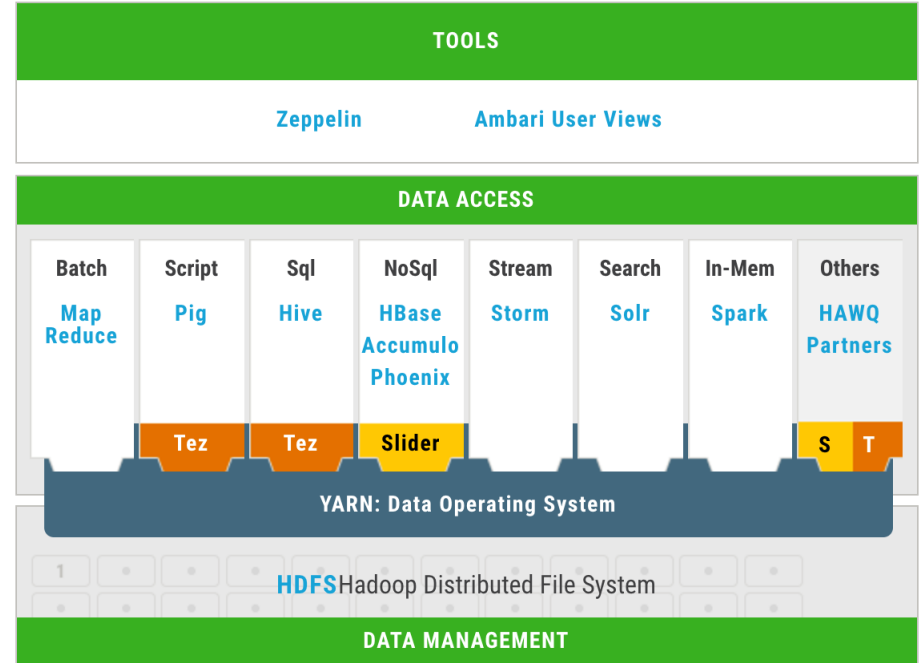 TOOLS
Zeppelin
Ambari User Views
DATA ACCESS
Batch
Map
Reduce
Script
Pig
Tez
Sql
Hive
Tez
NoSql
HBase
Accumulo
Phoenix
Slider
Stream
Storm
Search
Solr
In-Mem
Spark
Others
HAWQ
Partners
S
T
YARN: Data Operating System
1
HDFSHadoop Distributed File System
DATA MANAGEMENT